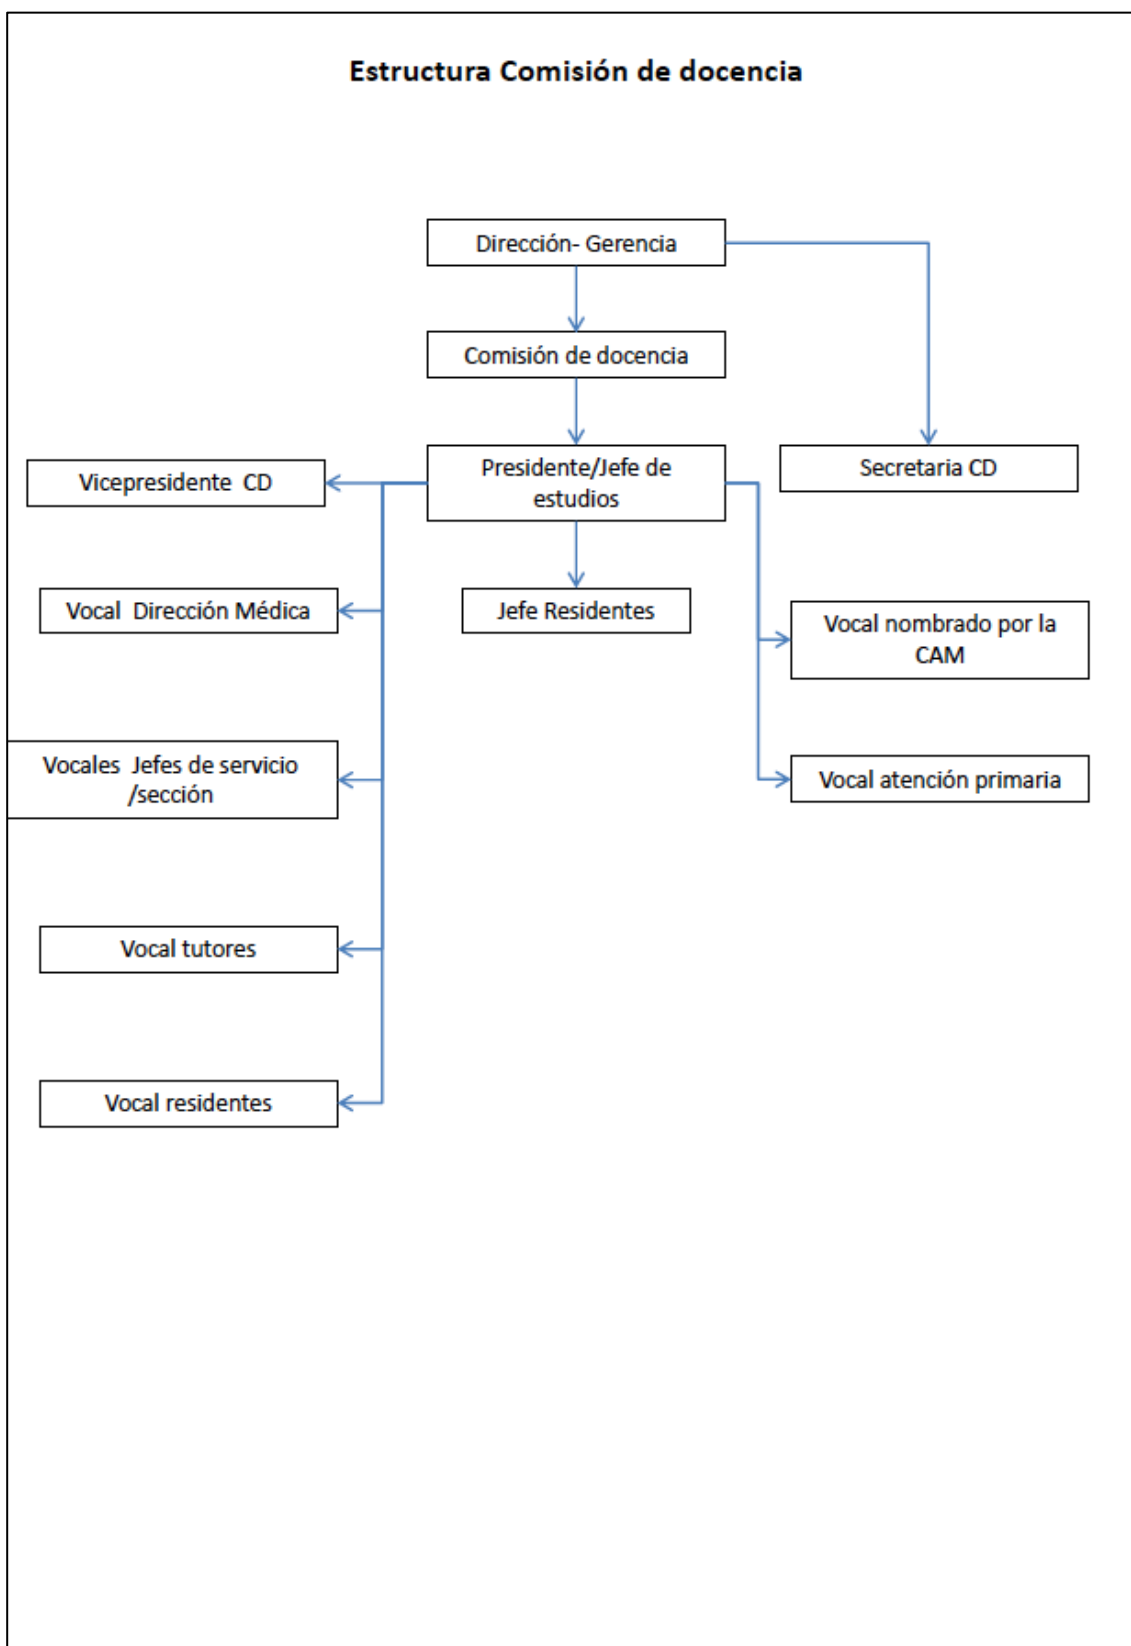 Estructura Comisión de docencia
Dirección- Gerencia
Comisión de docencia
Presidente/Jefe de
estudios
Secretaria CD
Vicepresidente CD
Vocal Dirección Médica
Jefe Residentes
Vocal nombrado por la
CAM
Vocales Jefes de servicio
/sección
Vocal atención primaria
Vocal tutores
Vocal residentes